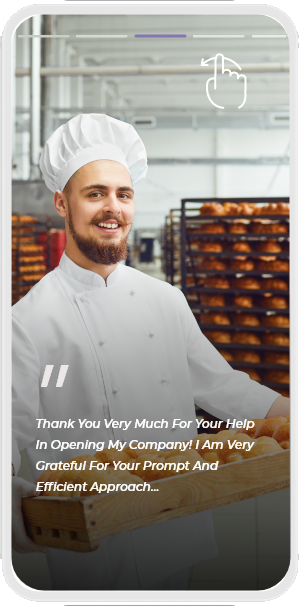 "
Thank You Very Much For Your Help
In Opening My Company! I Am Very
Grateful For Your Prompt And
Efficient Approach...